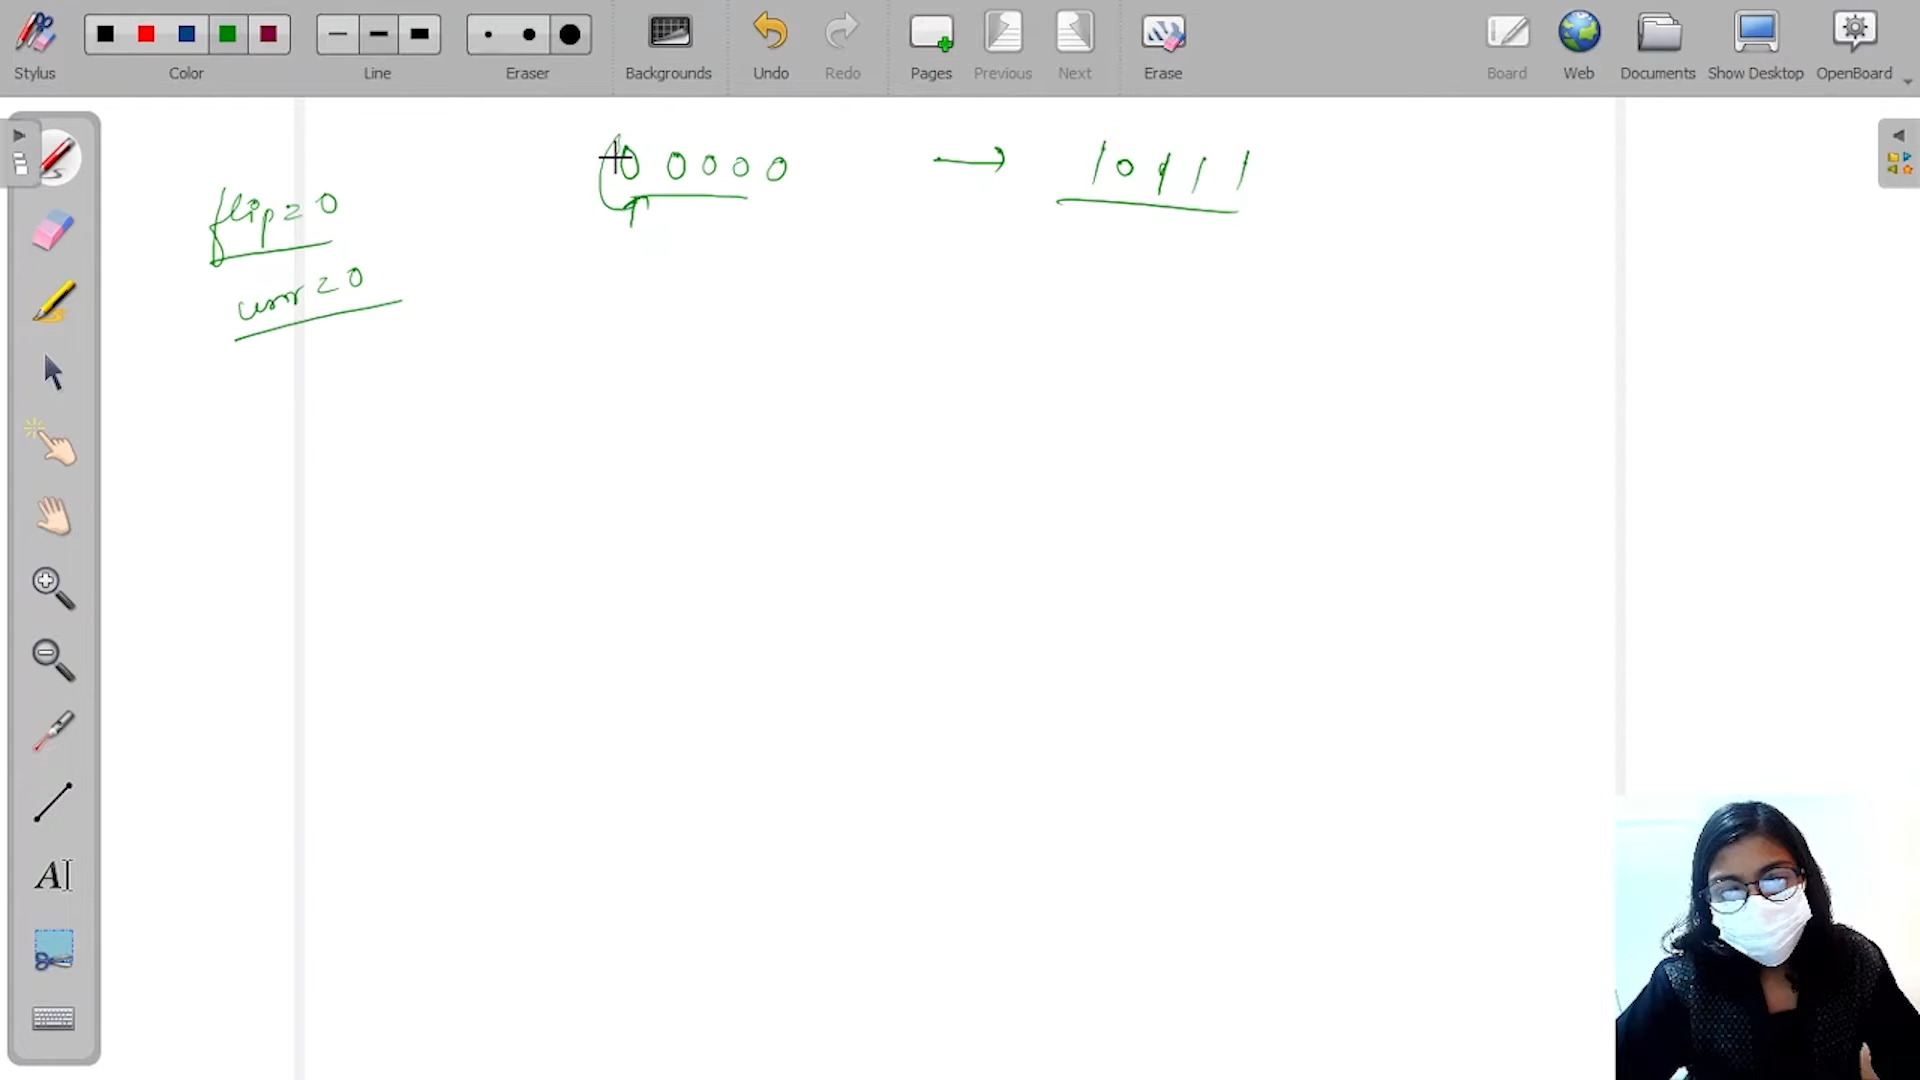 Stylus
Color
Line
Eraser
Backgrounds
Undo
Redo
Pages
Previous
Next
Erase
Board
Web
Documents
Show Desktop
OpenBoard
0 0 0 0 0 → 1 0 1 1 1
flip = 0
curr = 0
A